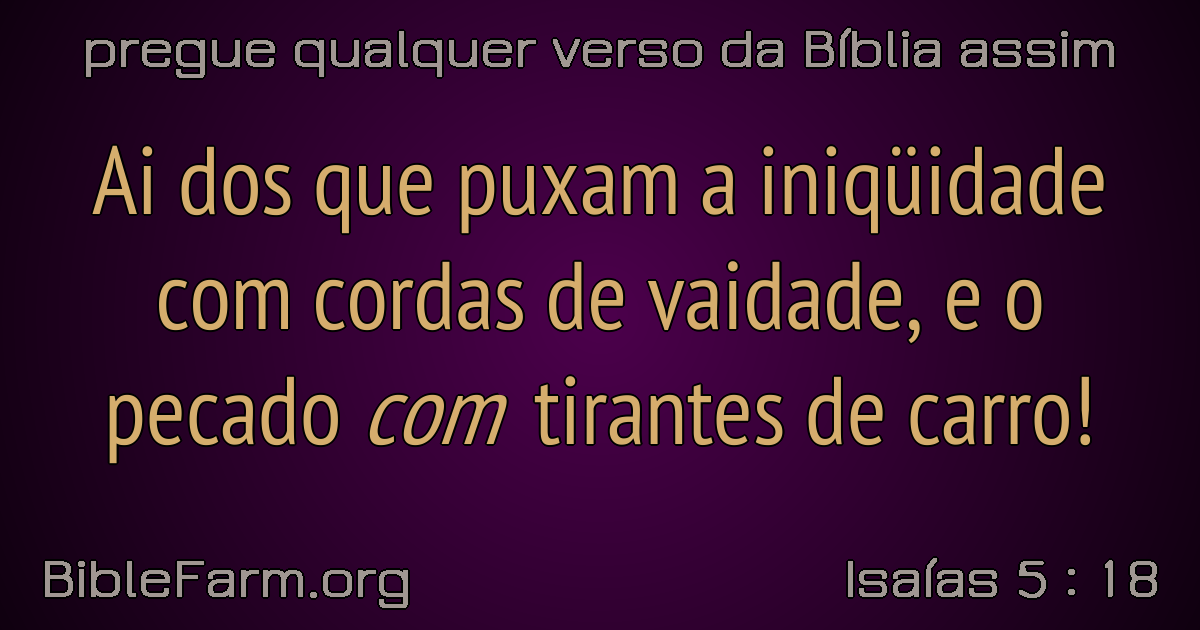 pregue qualquer verso da Bíblia assim
Ai dos que puxam a iniqüidade
com cordas de vaidade, e o
pecado com tirantes de carro!
BibleFarm.org
Isaías 5 : 18